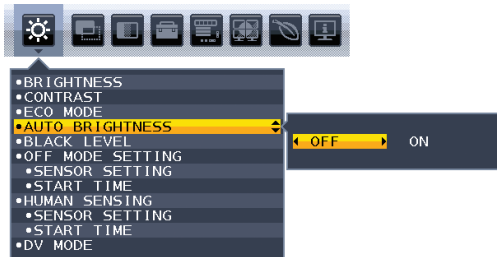 •BRIGHTNESS
•CONTRAST
•ECO MODE
•AUTO BRIGHTNESS
OFF ON
•BLACK LEVEL
•OFF MODE SETTING
•SENSOR SETTING
•START TIME
•HUMAN SENSING
•SENSOR SETTING
•START TIME
•DV MODE